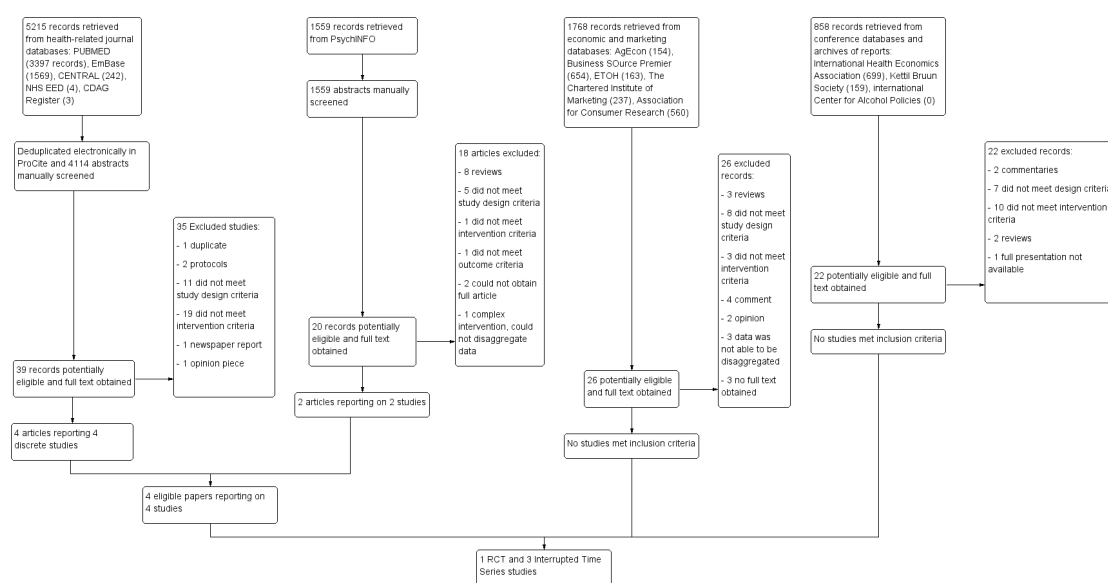 5215 records retrieved
from health-related journal
databases: PUBMED
(3397 records), EmBase
(1569), CENTRAL (242),
NHS EED (4), CDAG
Register (3)
Deduplicated electronically in
ProCite and 4114 abstracts
manually screened
35 Excluded studies:
- 1 duplicate
- 2 protocols
- 11 did not meet
study design criteria
- 19 did not meet
intervention criteria
- 1 newspaper report
- 1 opinion piece
39 records potentially
eligible and full text obtained
4 articles reporting 4
discrete studies
1559 records retrieved
from PsychINFO
1559 abstracts manually
screened
18 articles excluded:
- 8 reviews
- 5 did not meet
study design criteria
- 1 did not meet
intervention criteria
- 1 did not meet
outcome criteria
- 2 could not obtain
full article
- 1 complex
intervention, could
not disaggregate
data
20 records potentially
eligible and full text
obtained
2 articles reporting on 2 studies
4 eligible papers reporting on
4 studies
1768 records retrieved from
economic and marketing
databases: AgEcon (154),
Business SOurce Premier
(654), ETOH (163), The
Chartered Institute of
Marketing (237), Association
for Consumer Research (560)
26 excluded
records:
- 3 reviews
- 8 did not meet
study design
criteria
- 3 did not meet
intervention
criteria
- 4 comment
- 2 opinion
- 3 data was
not able to be
disaggregated
- 3 no full text
obtained
26 potentially eligible
and full text obtained
No studies met inclusion criteria
858 records retrieved from
conference databases and
archives of reports:
International Health Economics
Association (699), Kettil Bruun
Society (159), international
Center for Alcohol Policies (0)
22 excluded records:
- 2 commentaries
- 7 did not meet design criteria
- 10 did not meet intervention
criteria
- 2 reviews
- 1 full presentation not
available
22 potentially eligible and full
text obtained
No studies met inclusion criteria
1 RCT and 3 Interrupted Time
Series studies